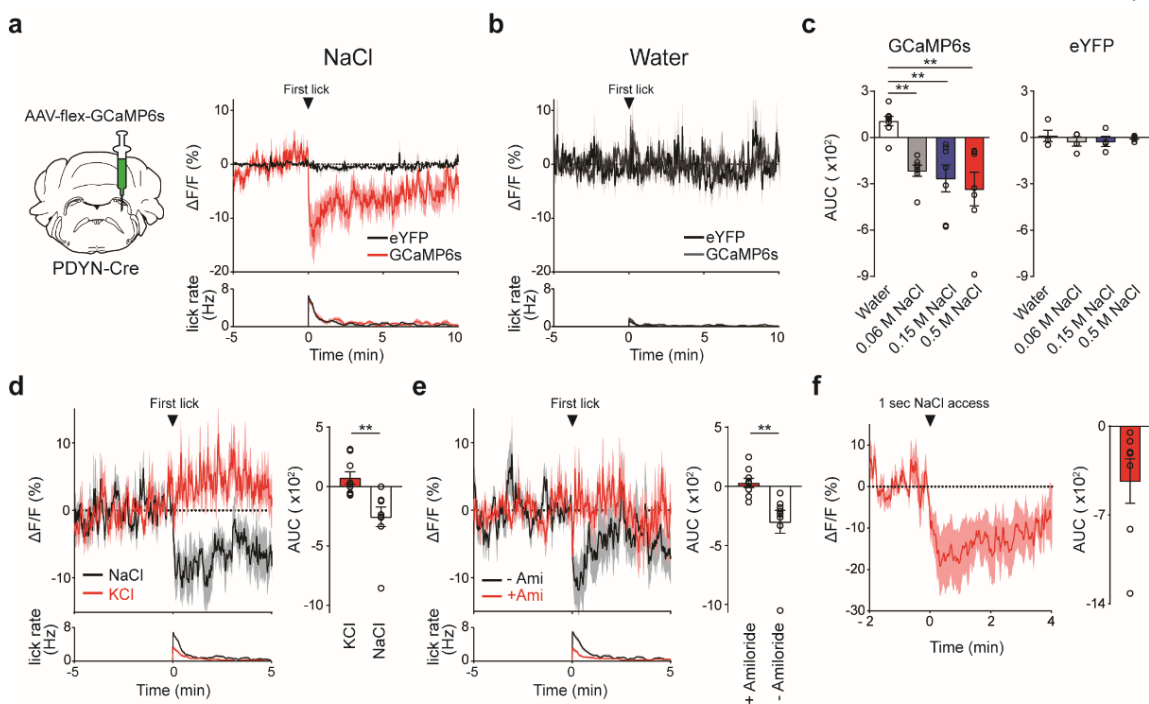 a
AAV-flex-GCaMP6s
PDYN-Cre
NaCl
First lick
ΔF/F (%)
10
0
-10
-20
eYFP
GCaMP6s
lick rate
(Hz)
8
0
-5
0
5
10
Time (min)
b
Water
First lick
ΔF/F (%)
10
0
-10
-20
eYFP
GCaMP6s
lick rate
(Hz)
8
0
-5
0
5
10
Time (min)
c
GCaMP6s
**
**
**
AUC (x10²)
3
0
-3
-6
-9
Water
0.06 M NaCl
0.15 M NaCl
0.5 M NaCl
eYFP
3
0
-3
-6
-9
Water
0.06 M NaCl
0.15 M NaCl
0.5 M NaCl
d
First lick
ΔF/F (%)
10
0
-10
NaCl
KCl
lick rate
(Hz)
8
0
-5
0
5
Time (min)
**
AUC (x10²)
5
0
-5
-10
KCl
NaCl
e
First lick
ΔF/F (%)
10
0
-10
- Ami
+Ami
lick rate
(Hz)
8
0
-5
0
5
Time (min)
**
AUC (x10²)
5
0
-5
-10
+ Amiloride
- Amiloride
f
1 sec NaCl access
ΔF/F (%)
10
0
-10
-20
-30
-2
0
2
4
Time (min)
AUC (x10²)
0
-7
-14